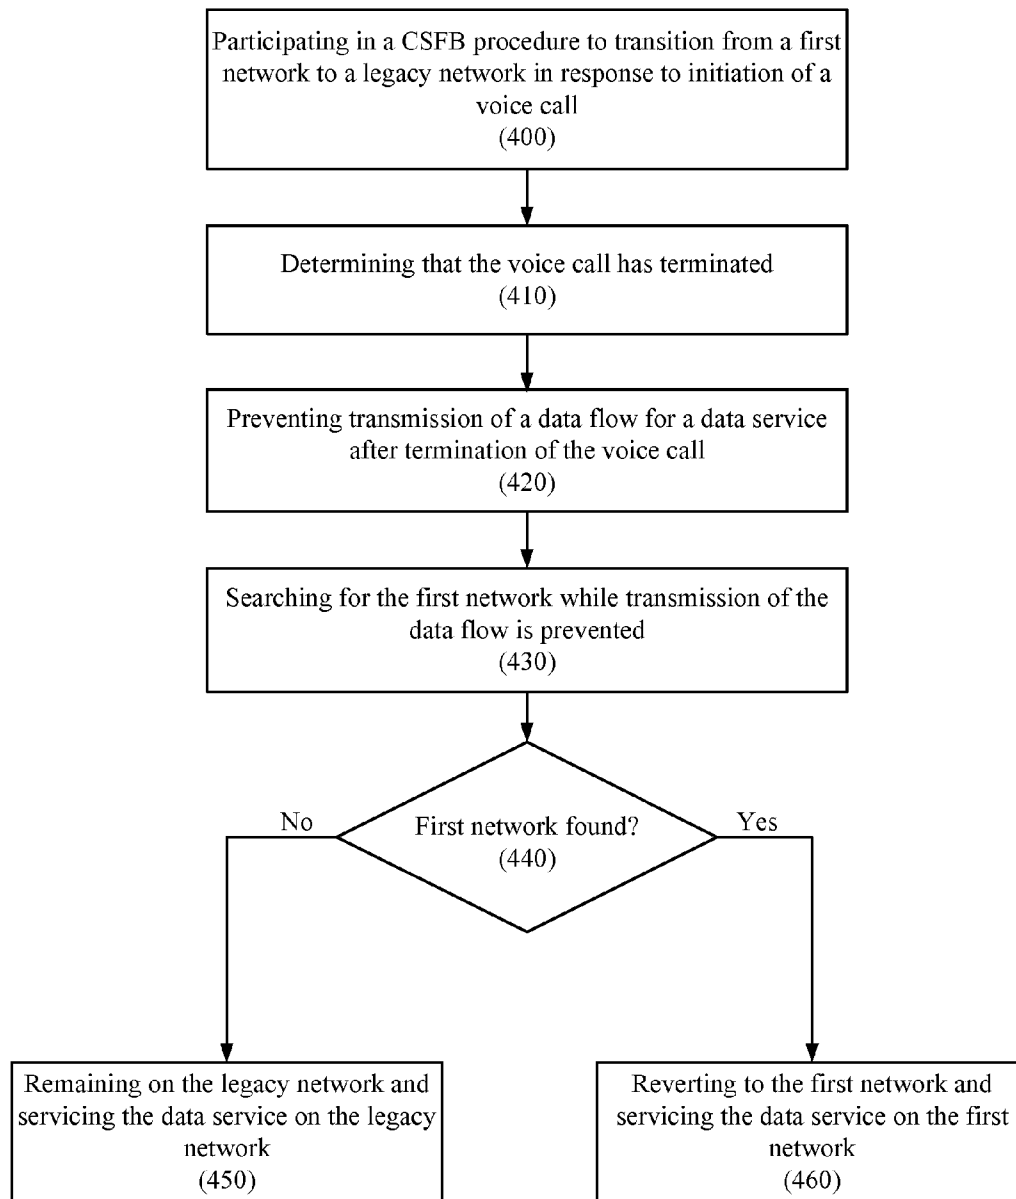 Participating in a CSFB procedure to transition from a first
network to a legacy network in response to initiation of a
voice call
(400)
Determining that the voice call has terminated
(410)
Preventing transmission of a data flow for a data service
after termination of the voice call
(420)
Searching for the first network while transmission of the
data flow is prevented
(430)
First network found?
(440)
No
Yes
Remaining on the legacy network and
servicing the data service on the legacy
network
(450)
Reverting to the first network and
servicing the data service on the first
network
(460)